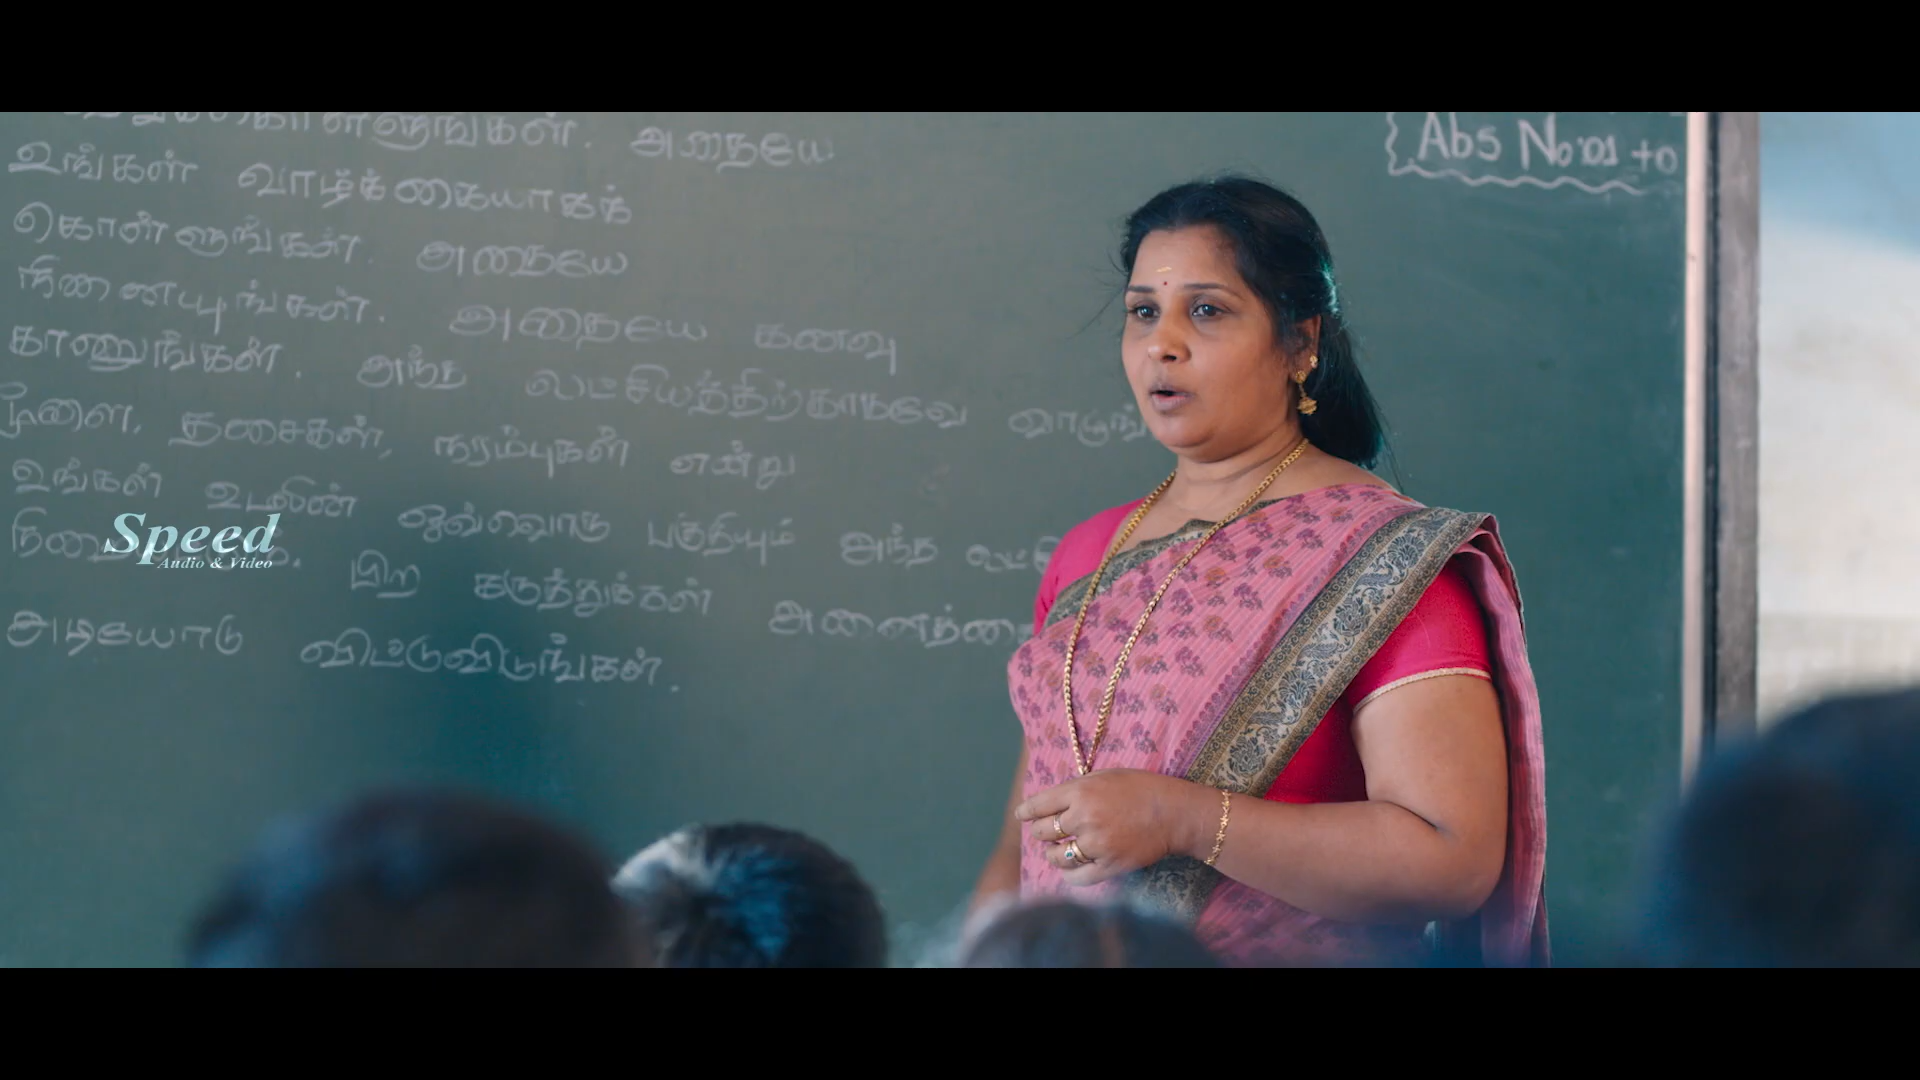 Abs No:01 to
கொள்ளுங்கள். அதையே
உங்கள் வாழ்க்கையாகக்
கொள்ளுங்கள். அதையே
நினையுங்கள். அதையே கனவு
காணுங்கள். அந்த லட்சியத்திற்காகவே
மூளை, தசைகள், நரம்புகள் என்று
உங்கள் உடலின் ஒவ்வொரு பகுதியும் அந்த
பிற கருத்துக்கள்
அடியோடு விட்டுவிடுங்கள்.
Speed
Audio & Video